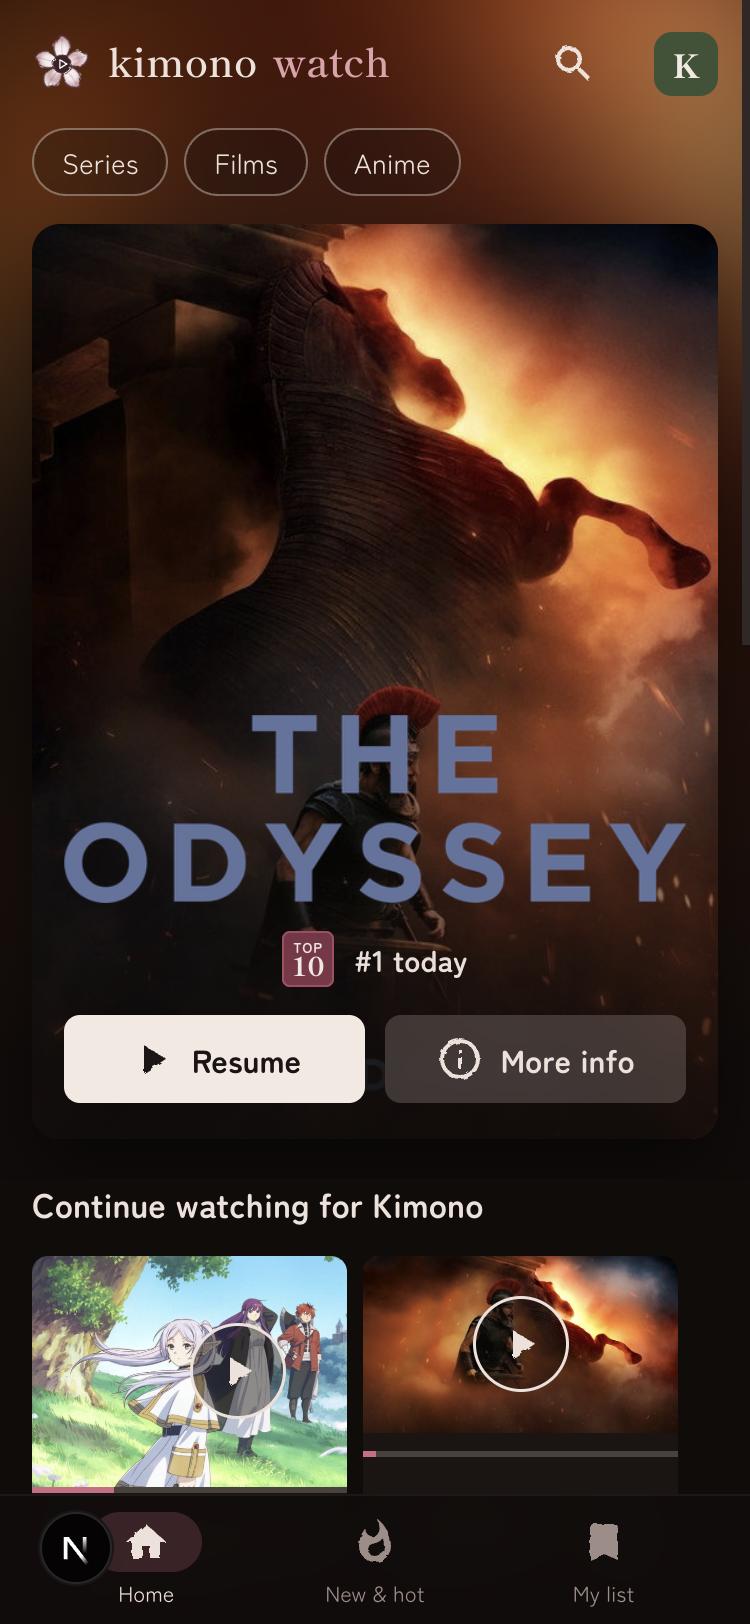 kimono watch
K
Series
Films
Anime
THE
ODYSSEY
TOP
10
#1 today
Resume
More info
Continue watching for Kimono
N
Home
New & hot
My list